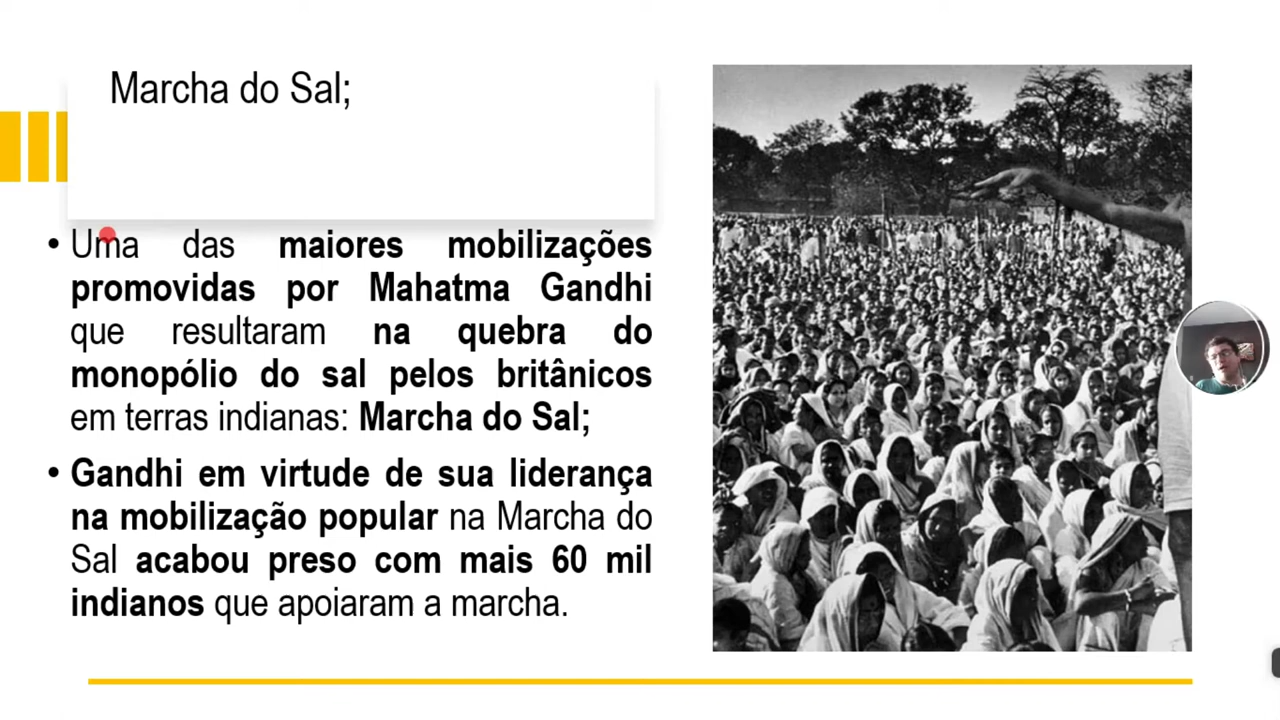 Marcha do Sal;
• Uma das maiores mobilizações
promovidas por Mahatma Gandhi
que resultaram na quebra do
monopólio do sal pelos britânicos
em terras indianas: Marcha do Sal;
• Gandhi em virtude de sua liderança
na mobilização popular na Marcha do
Sal acabou preso com mais 60 mil
indianos que apoiaram a marcha.